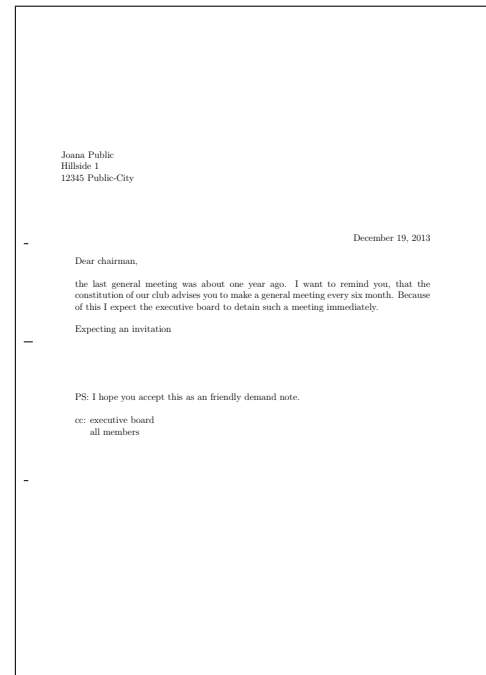 Joana Public
Hillside 1
12345 Public-City
December 19, 2013
Dear chairman,
the last general meeting was about one year ago. I want to remind you, that the
constitution of our club advises you to make a general meeting every six month. Because
of this I expect the executive board to detain such a meeting immediately.
Expecting an invitation
PS: I hope you accept this as an friendly demand note.
cc: executive board
all members